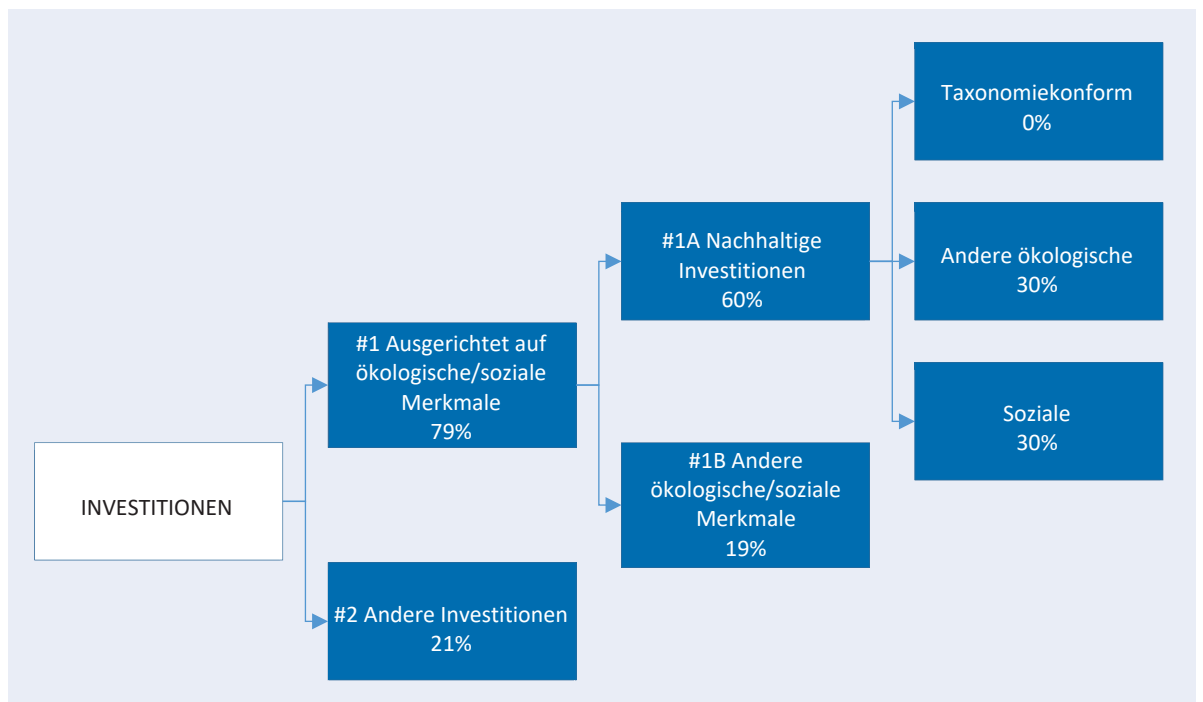 INVESTITIONEN
#1 Ausgerichtet auf
ökologische/soziale
Merkmale
79%
#2 Andere Investitionen
21%
#1A Nachhaltige
Investitionen
60%
#1B Andere
ökologische/soziale
Merkmale
19%
Taxonomiekonform
0%
Andere ökologische
30%
Soziale
30%